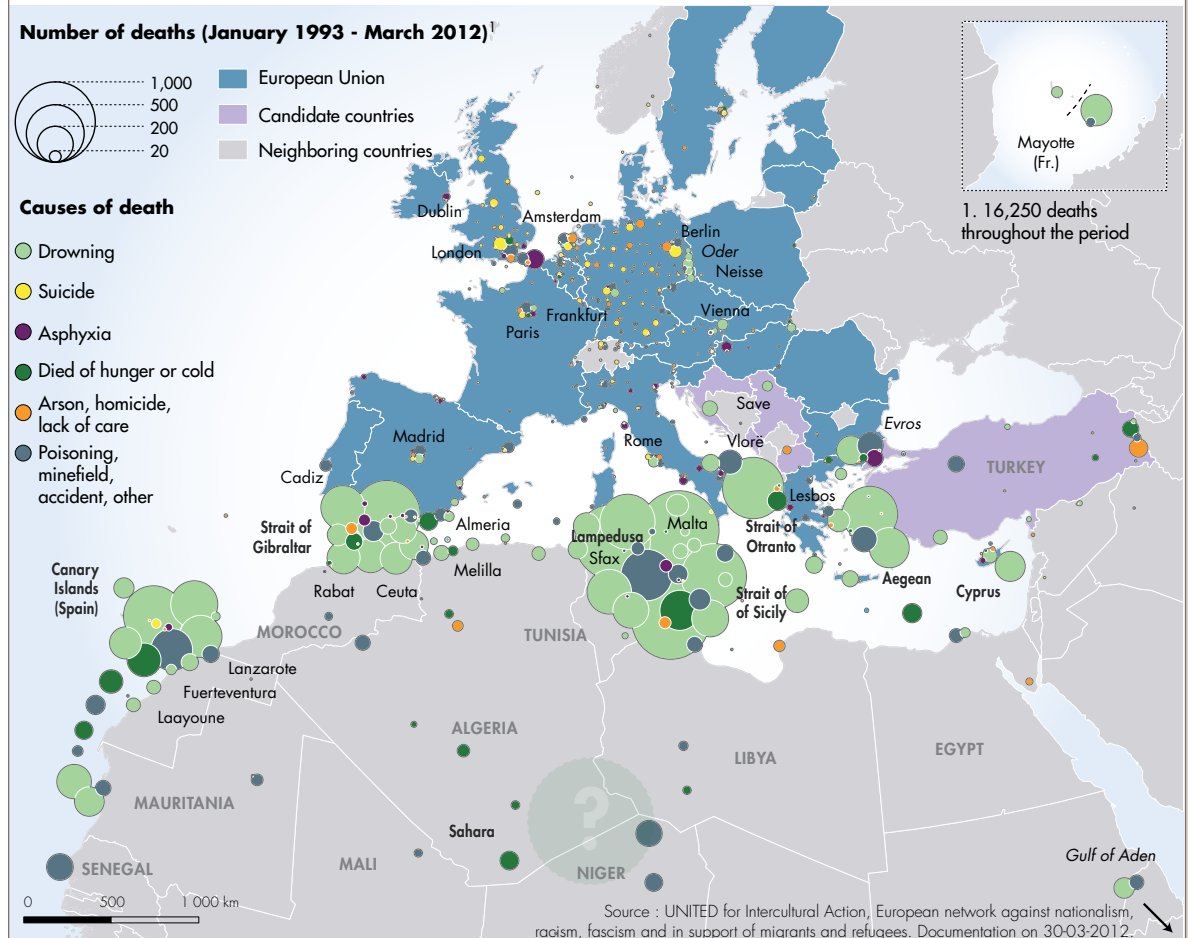 Number of deaths (January 1993 - March 2012)1
1,000
500
200
20
European Union
Candidate countries
Neighboring countries
Causes of death
Drowning
Suicide
Asphyxia
Died of hunger or cold
Arson, homicide,
lack of care
Poisoning,
minefield,
accident, other
Mayotte
(Fr.)
1. 16,250 deaths
throughout the period
Dublin
Amsterdam
London
Berlin
Oder
Neisse
Frankfurt
Vienna
Paris
Save
Madrid
Rome
Vlorë
Evros
TURKEY
Cadiz
Lesbos
Strait of
Gibraltar
Almeria
Malta
Lampedusa
Sfax
Strait of
Otranto
Melilla
Aegean
Cyprus
Canary
Islands
(Spain)
Rabat
Ceuta
Strait of
of Sicily
MOROCCO
TUNISIA
Lanzarote
Fuerteventura
Laayoune
ALGERIA
LIBYA
EGYPT
MAURITANIA
?
Sahara
SENEGAL
MALI
NIGER
Gulf of Aden
0 500 1 000 km
Source : UNITED for Intercultural Action, European network against nationalism,
racism, fascism and in support of migrants and refugees. Documentation on 30-03-2012.